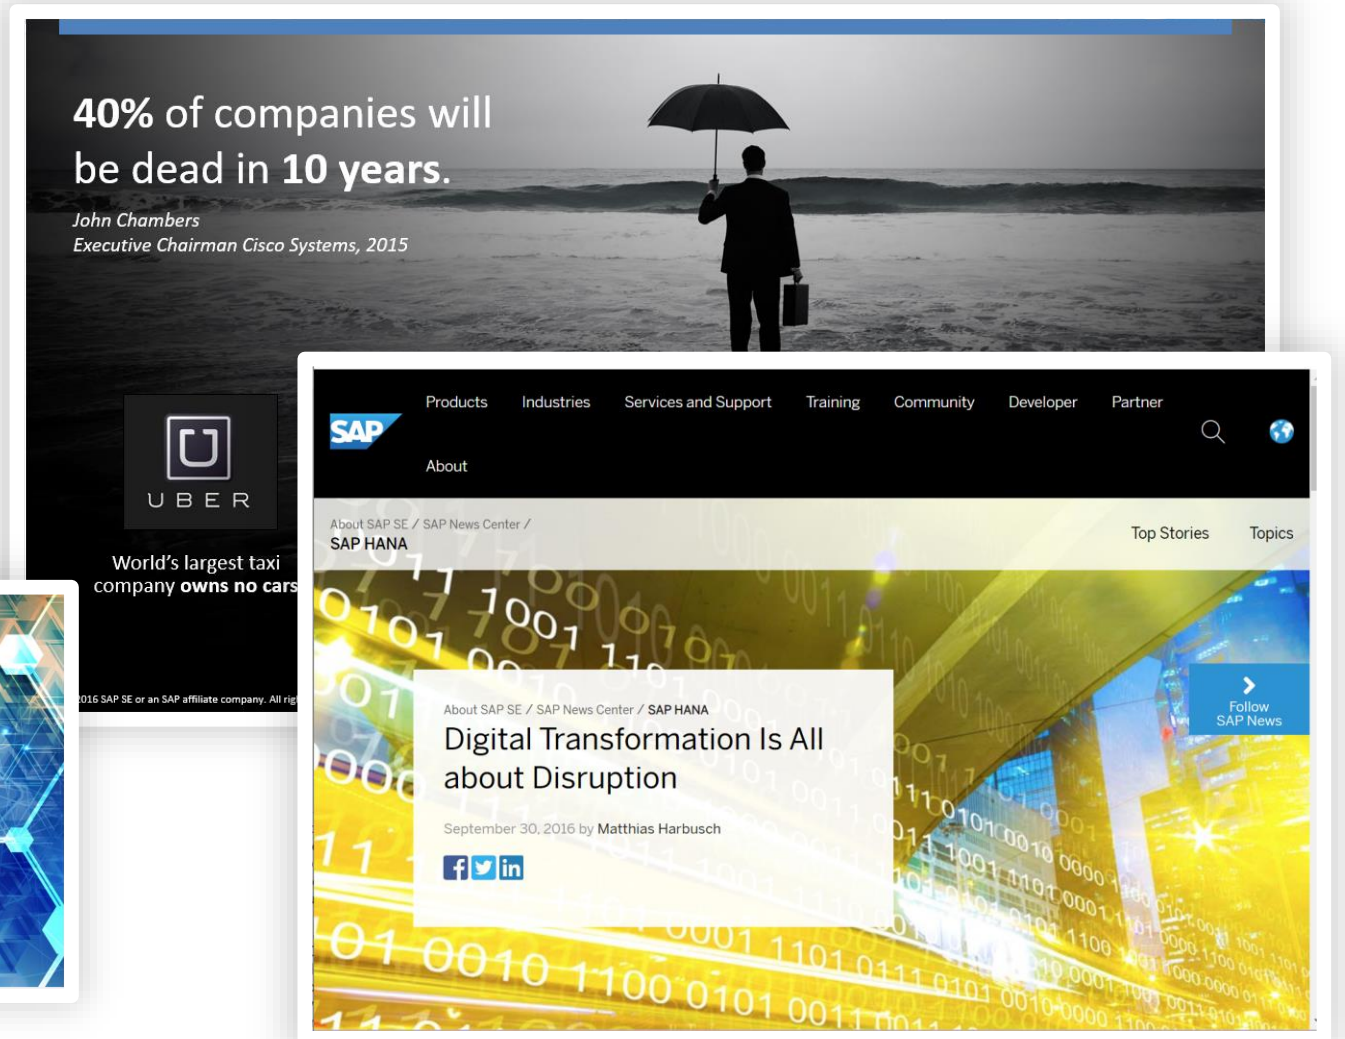 40% of companies will
be dead in 10 years.
John Chambers
Executive Chairman Cisco Systems, 2015
UBER
World's largest taxi
company owns no cars
2016 SAP SE or an SAP affiliate company. All
SAP
Products Industries Services and Support Training Community Developer Partner
About
About SAP SE / SAP News Center /
SAP HANA
Top Stories Topics
Follow
SAP News
About SAP SE / SAP News Center / SAP HANA
Digital Transformation Is All
about Disruption
September 30, 2016 by Matthias Harbusch
f in